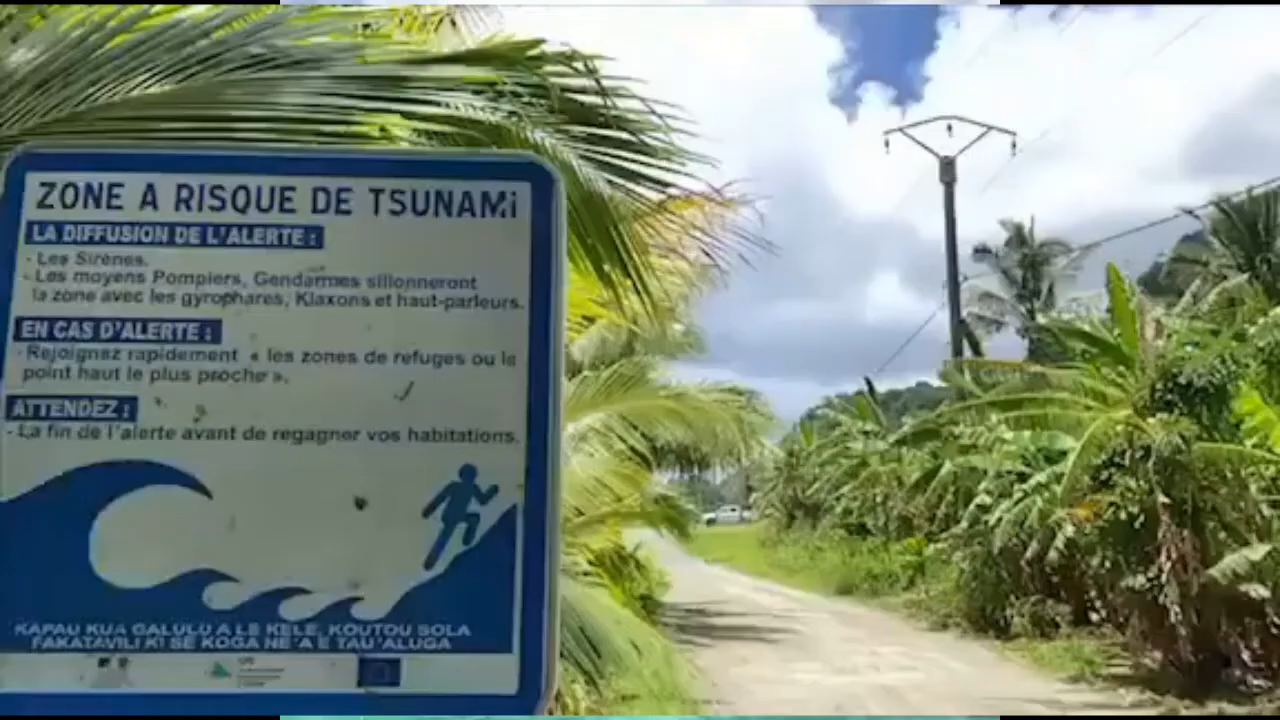 ZONE A RISQUE DE TSUNAMi
LA DIFFUSION DE L'ALERTE :
- Les Sirènes.
- Les moyens Pompiers, Gendarmes sillonneront
la zone avec les gyrophares, Klaxons et haut-parleurs.
EN CAS D'ALERTE :
- Rejoignez rapidement « les zones de refuges ou le
point haut le plus proche ».
ATTENDEZ :
- La fin de l'alerte avant de regagner vos habitations.
KAPAU KUA GALULU A LE KELE, KOUTOU SOLA
FAKATAVILI KI SE KOGA NE'A E TAU'ALUGA